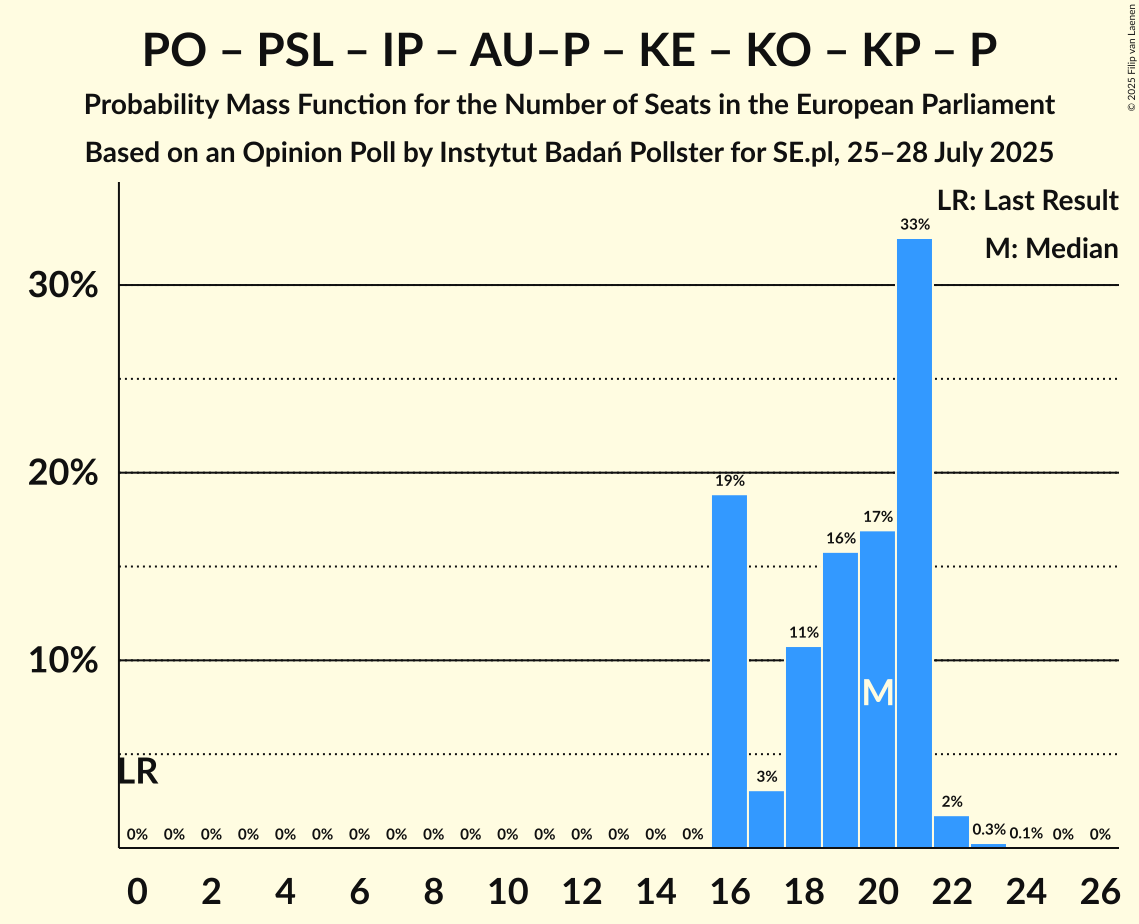 PO – PSL – IP – AU–P – KE – KO – KP – P
Probability Mass Function for the Number of Seats in the European Parliament
Based on an Opinion Poll by Instytut Badań Pollster for SE.pl, 25–28 July 2025
© 2025 Filip van Laenen
LR: Last Result
M: Median
30%
20%
10%
LR
M
0% 0% 0% 0% 0% 0% 0% 0% 0% 0% 0% 0% 0% 0% 0% 0% 19% 3% 11% 16% 17% 33% 2% 0.3% 0.1% 0% 0%
0 2 4 6 8 10 12 14 16 18 20 22 24 26